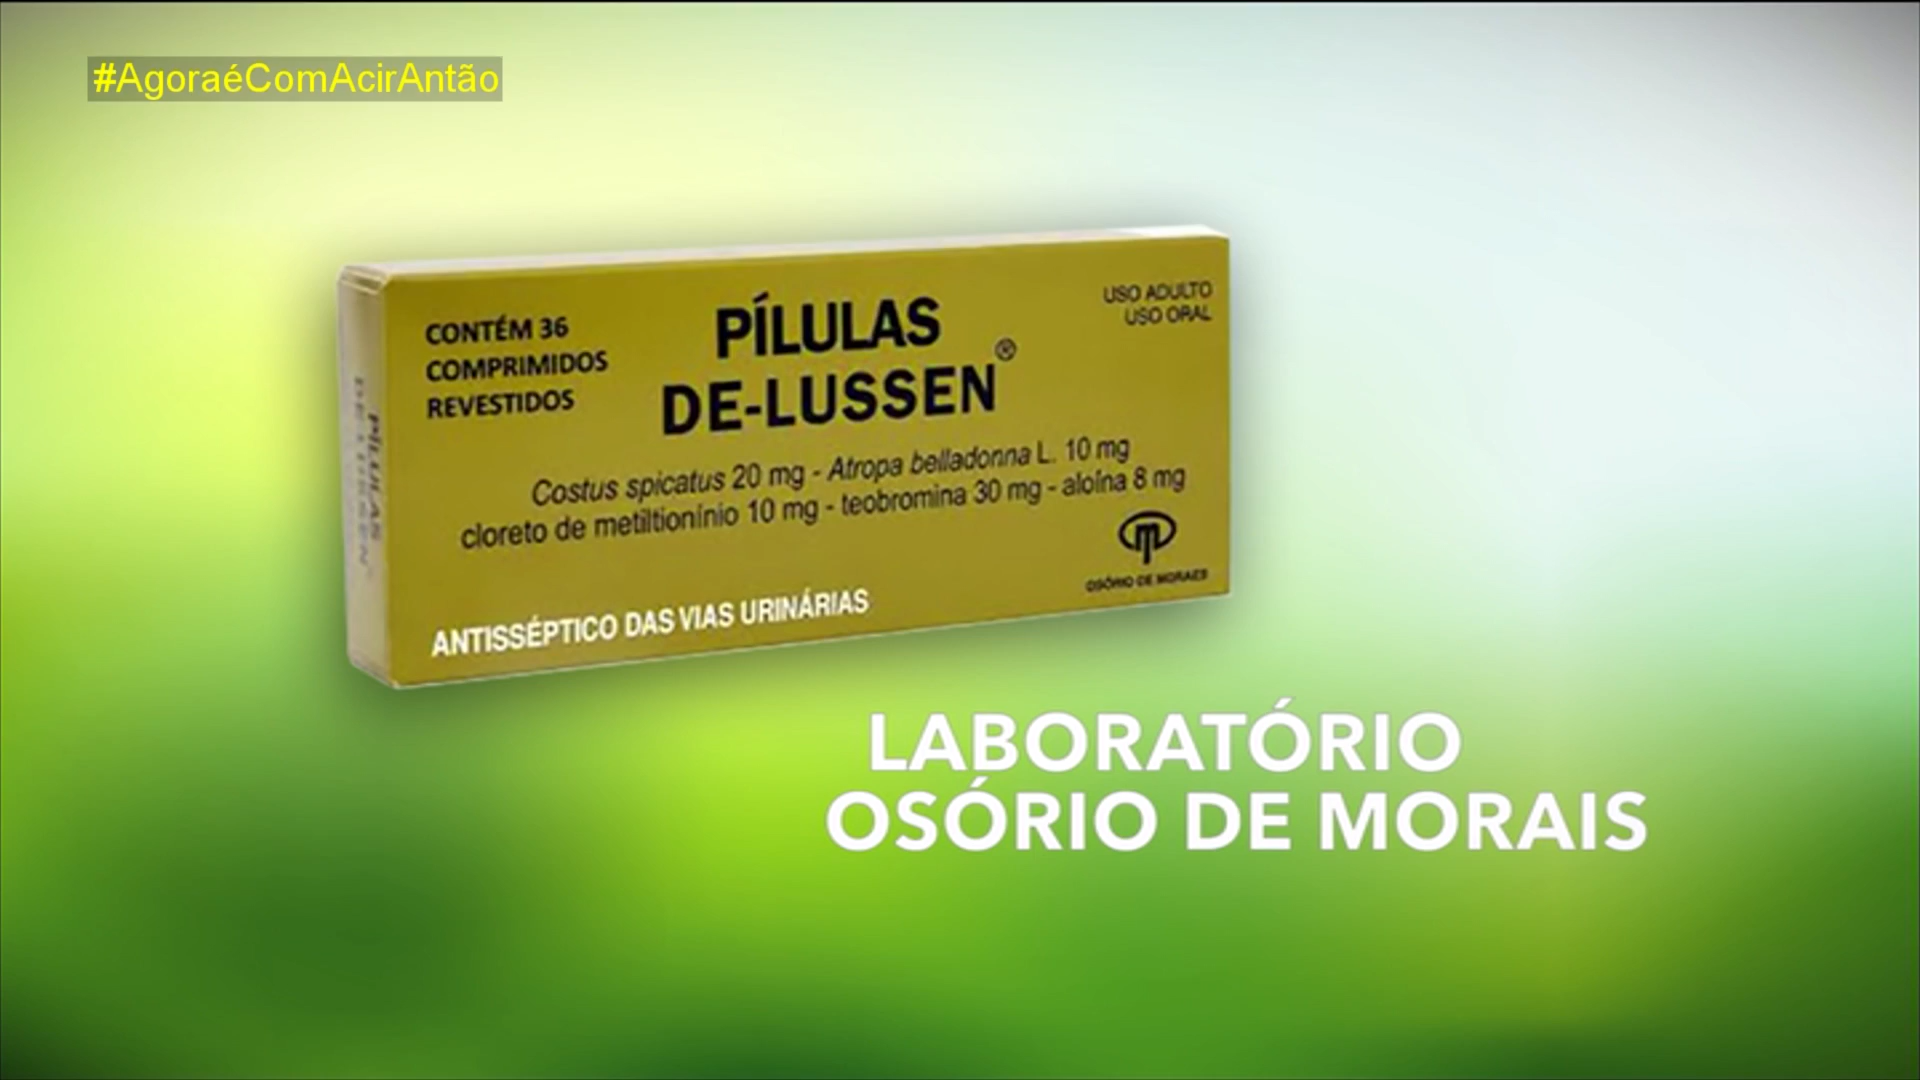 #AgoraéComAcirAntão
CONTÉM 36
COMPRIMIDOS
REVESTIDOS
PÍLULAS
DE-LUSSEN®
USO ADULTO
USO ORAL
Costus spicatus 20 mg - Atropa belladonna L. 10 mg
cloreto de metiltionínio 10 mg - teobromina 30 mg - aloína 8 mg
OSÓRIO DE MORAES
ANTISSÉPTICO DAS VIAS URINÁRIAS
PÍLULAS
DE-LUSSEN
LABORATÓRIO
OSÓRIO DE MORAIS